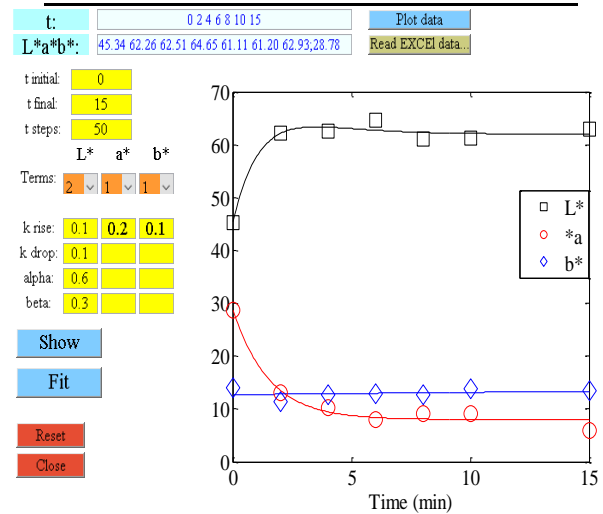 t: 0 2 4 6 8 10 15 Plot data
L*a*b*: 45.34 62.26 62.51 64.65 61.11 61.20 62.93;28.78 Read EXCEl data...
t initial: 0
t final: 15
t steps: 50
L* a* b*
Terms: 2 1 1
k rise: 0.1 0.2 0.1
k drop: 0.1
alpha: 0.6
beta: 0.3
Show
Fit
Reset
Close
70
60
50
40
30
20
10
0
L*
*a
b*
0 5 10 15
Time (min)